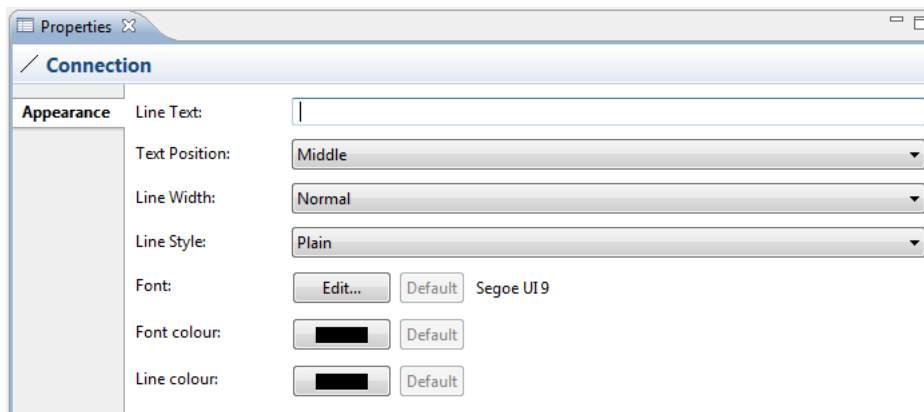 Properties
Connection
Appearance
Line Text:
Text Position: Middle
Line Width: Normal
Line Style: Plain
Font: Edit... Default Segoe UI 9
Font colour: Default
Line colour: Default